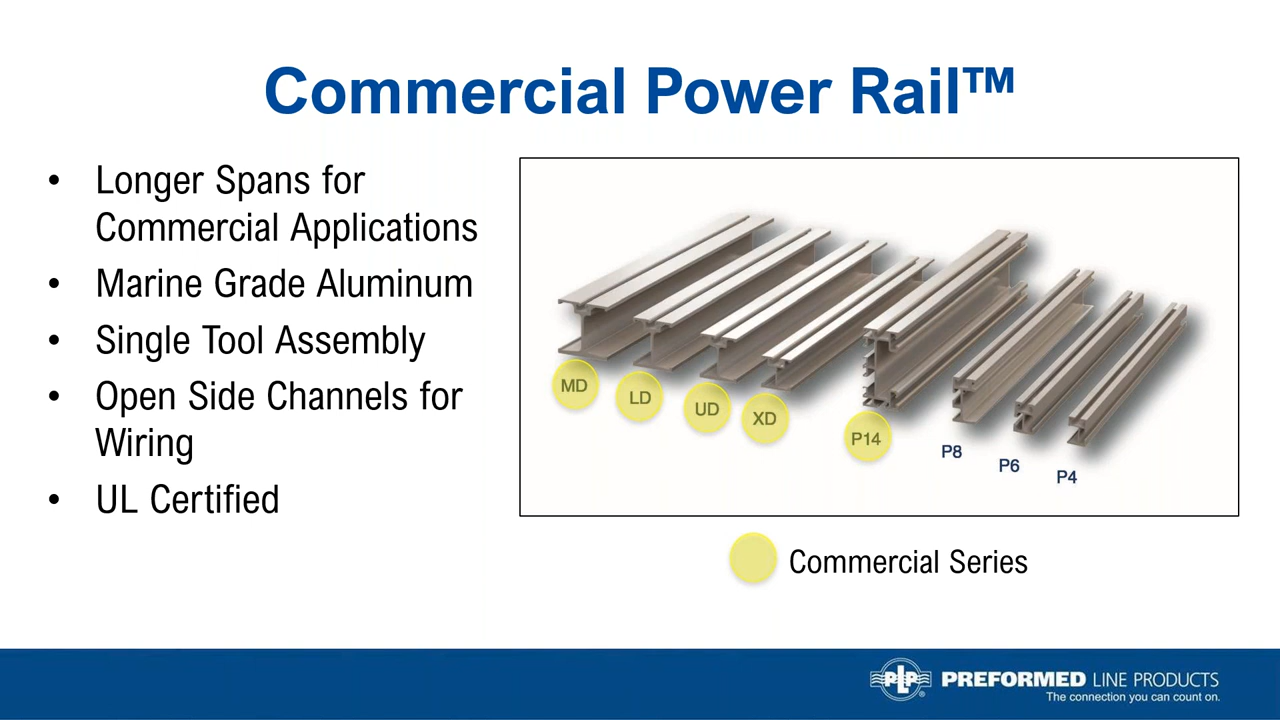 Commercial Power Rail™
• Longer Spans for
Commercial Applications
• Marine Grade Aluminum
• Single Tool Assembly
• Open Side Channels for
Wiring
• UL Certified
MD
LD
UD
XD
P14
P8
P6
P4
Commercial Series
PLP®
PREFORMED LINE PRODUCTS
The connection you can count on.